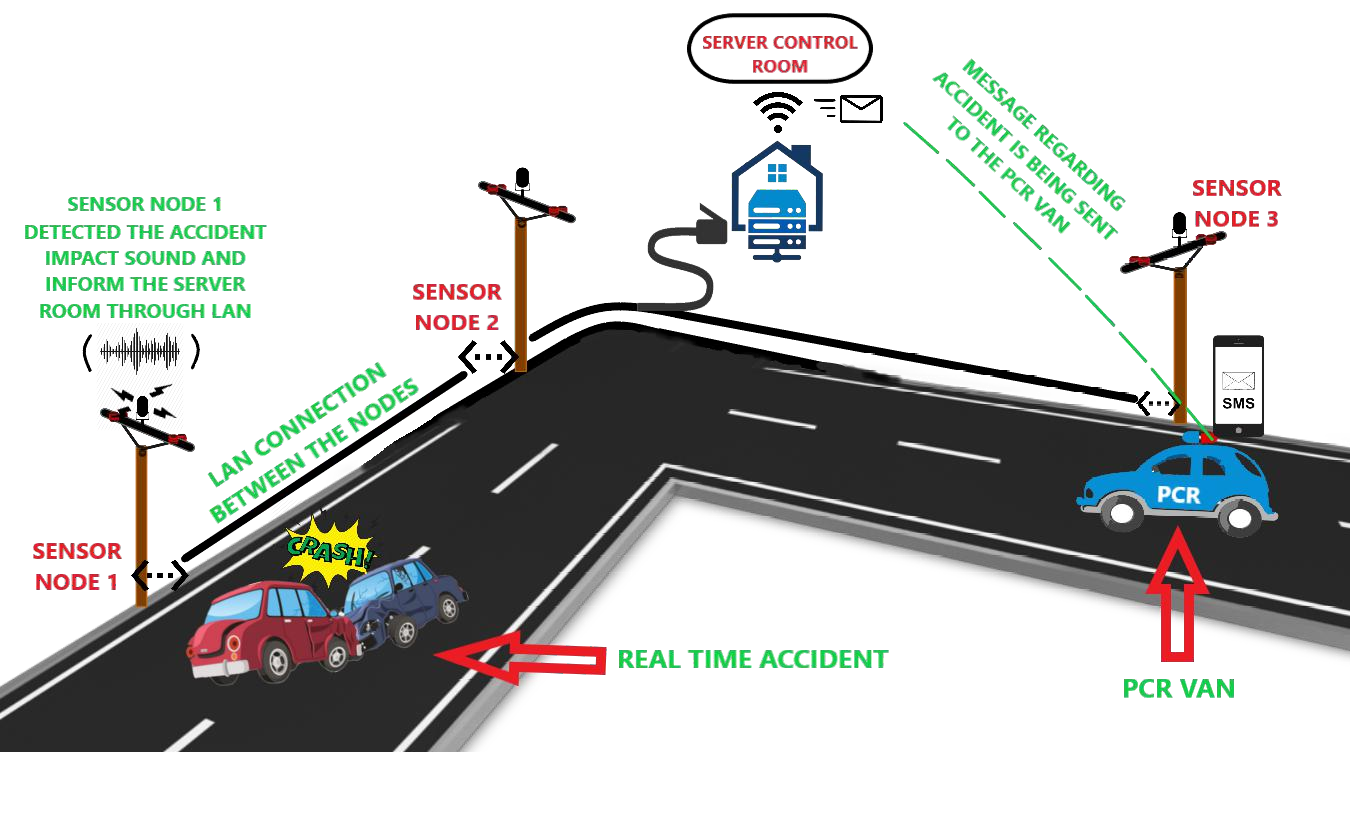 SERVER CONTROL
ROOM
MESSAGE REGARDING
ACCIDENT IS BEING SENT
TO THE PCR VAN
SENSOR
NODE 3
SENSOR NODE 1
DETECTED THE ACCIDENT
IMPACT SOUND AND
INFORM THE SERVER
ROOM THROUGH LAN
SENSOR
NODE 2
LAN CONNECTION
BETWEEN THE NODES
SMS
PCR
SENSOR
NODE 1
CRASH!
REAL TIME ACCIDENT
PCR VAN